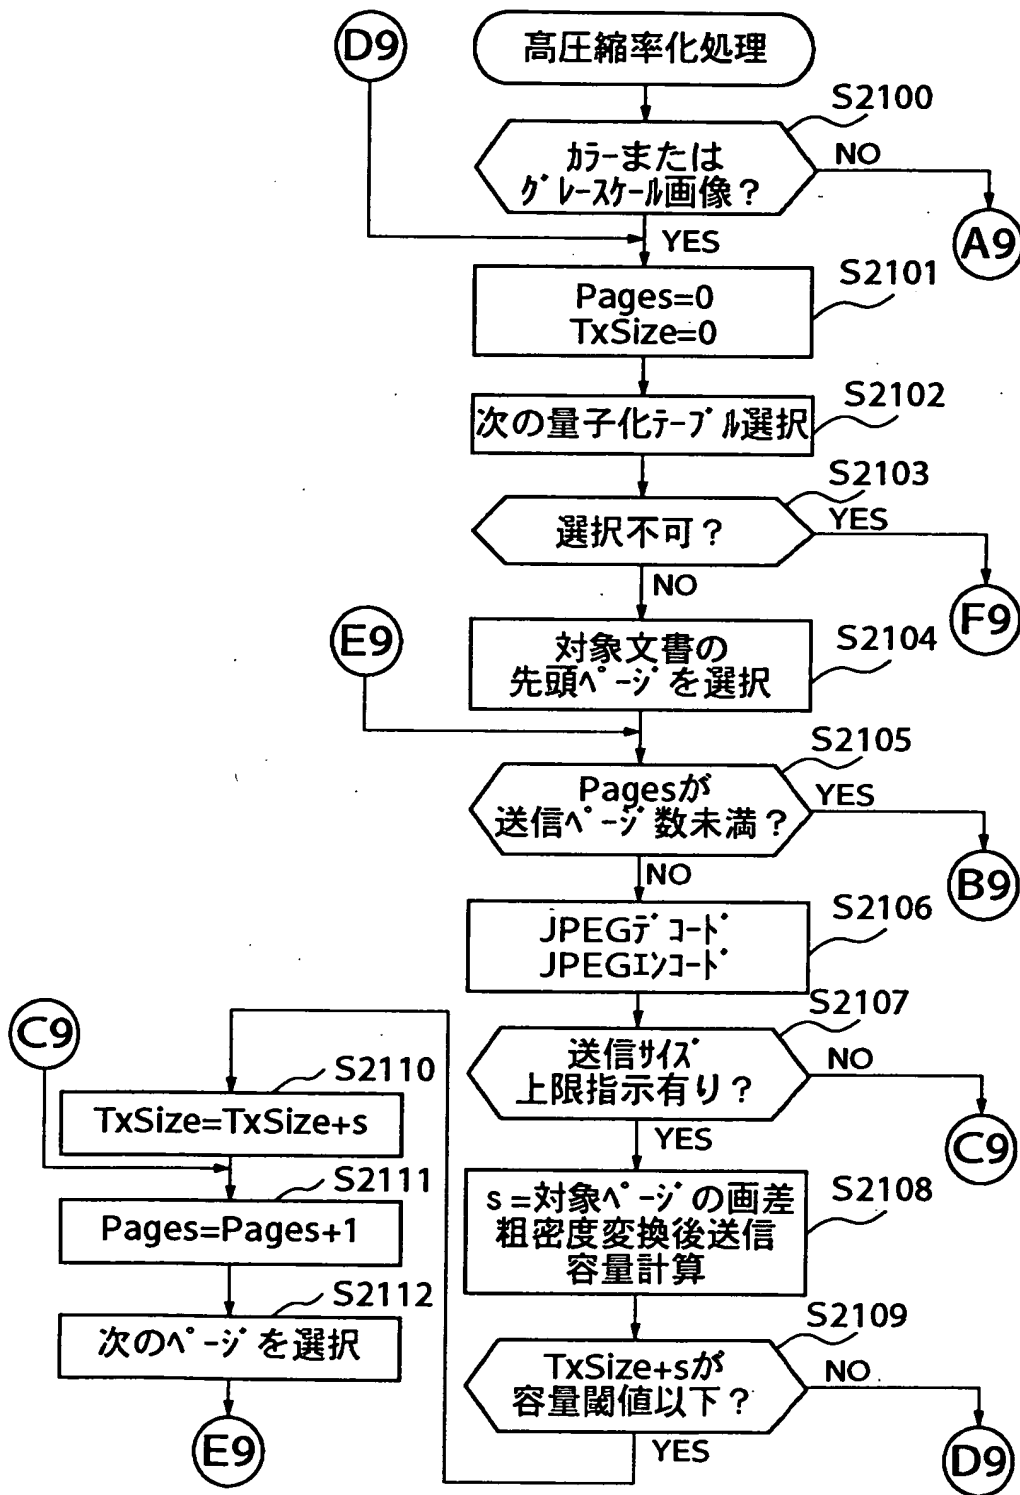 D9
高圧縮率化処理
S2100
カラーまたは
グレースケール画像？
NO
A9
YES
S2101
Pages=0
TxSize=0
S2102
次の量子化テーブル選択
S2103
選択不可？
YES
F9
NO
E9
S2104
対象文書の
先頭ページを選択
S2105
Pagesが
送信ページ数未満？
YES
B9
NO
S2106
JPEGデコード
JPEGエンコード
S2107
送信サイズ
上限指示有り？
NO
C9
YES
S2108
s=対象ページの画差
粗密度変換後送信
容量計算
S2109
TxSize+sが
容量閾値以下？
NO
D9
YES
C9
S2110
TxSize=TxSize+s
S2111
Pages=Pages+1
S2112
次のページを選択
E9